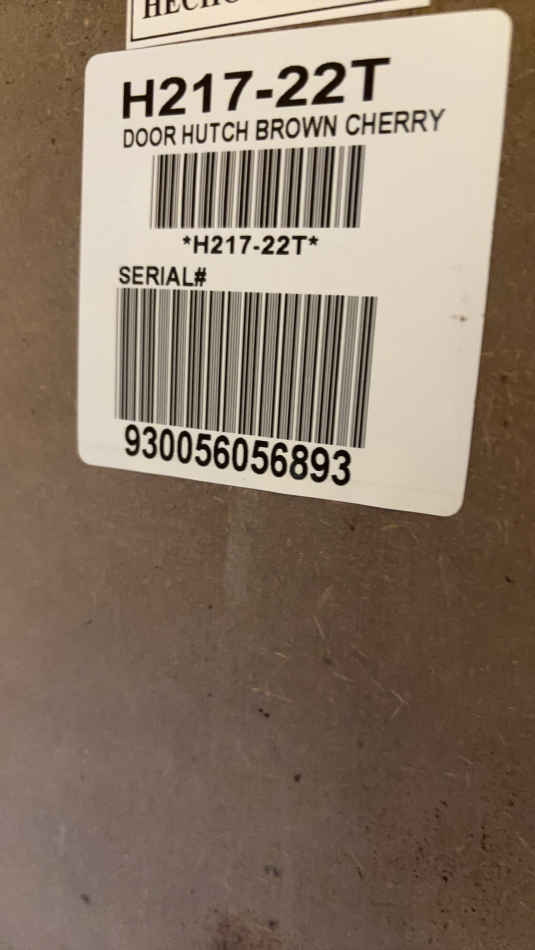 H217-22T
DOOR HUTCH BROWN CHERRY
*H217-22T*
SERIAL#
930056056893